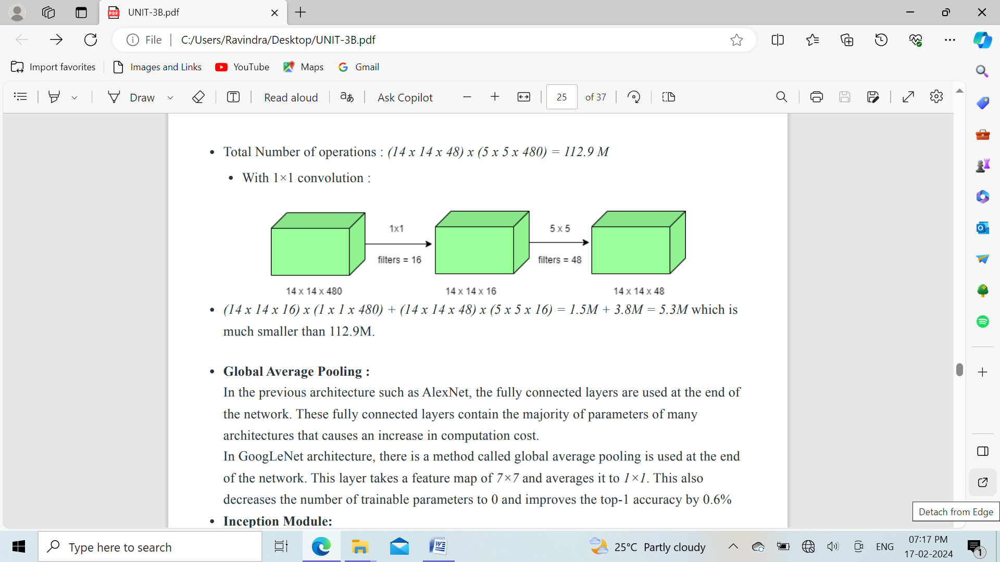 UNIT-3B.pdf
File
C:/Users/Ravindra/Desktop/UNIT-3B.pdf
Import favorites
Images and Links
YouTube
Maps
Gmail
Draw
Read aloud
Ask Copilot
25 of 37
• Total Number of operations : (14 x 14 x 48) x (5 x 5 x 480) = 112.9 M
• With 1×1 convolution :
1x1
5 x 5
filters = 16
filters = 48
14 x 14 x 480
14 x 14 x 16
14 x 14 x 48
• (14 x 14 x 16) x (1 x 1 x 480) + (14 x 14 x 48) x (5 x 5 x 16) = 1.5M + 3.8M = 5.3M which is
much smaller than 112.9M.
• Global Average Pooling :
In the previous architecture such as AlexNet, the fully connected layers are used at the end of
the network. These fully connected layers contain the majority of parameters of many
architectures that causes an increase in computation cost.
In GoogLeNet architecture, there is a method called global average pooling is used at the end
of the network. This layer takes a feature map of 7×7 and averages it to 1×1. This also
decreases the number of trainable parameters to 0 and improves the top-1 accuracy by 0.6%
• Inception Module:
Detach from Edge
Type here to search
25°C Partly cloudy
ENG
07:17 PM
17-02-2024
1